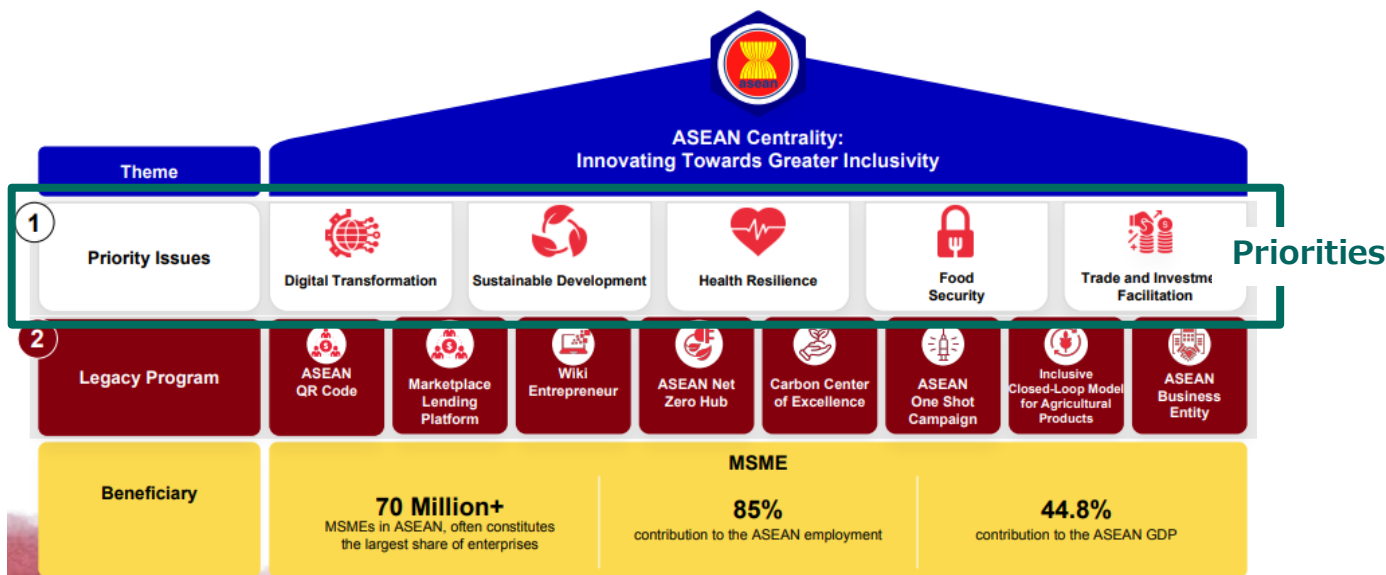 asean
ASEAN Centrality:
Innovating Towards Greater Inclusivity
Theme
1
Priority Issues
Digital Transformation
Sustainable Development
Health Resilience
Food
Security
Trade and Investme
Facilitation
Priorities
2
Legacy Program
ASEAN
QR Code
Marketplace
Lending
Platform
Wiki
Entrepreneur
ASEAN Net
Zero Hub
Carbon Center
of Excellence
ASEAN
One Shot
Campaign
Inclusive
Closed-Loop Model
for Agricultural
Products
ASEAN
Business
Entity
Beneficiary
MSME
70 Million+
MSMEs in ASEAN, often constitutes
the largest share of enterprises
85%
contribution to the ASEAN employment
44.8%
contribution to the ASEAN GDP